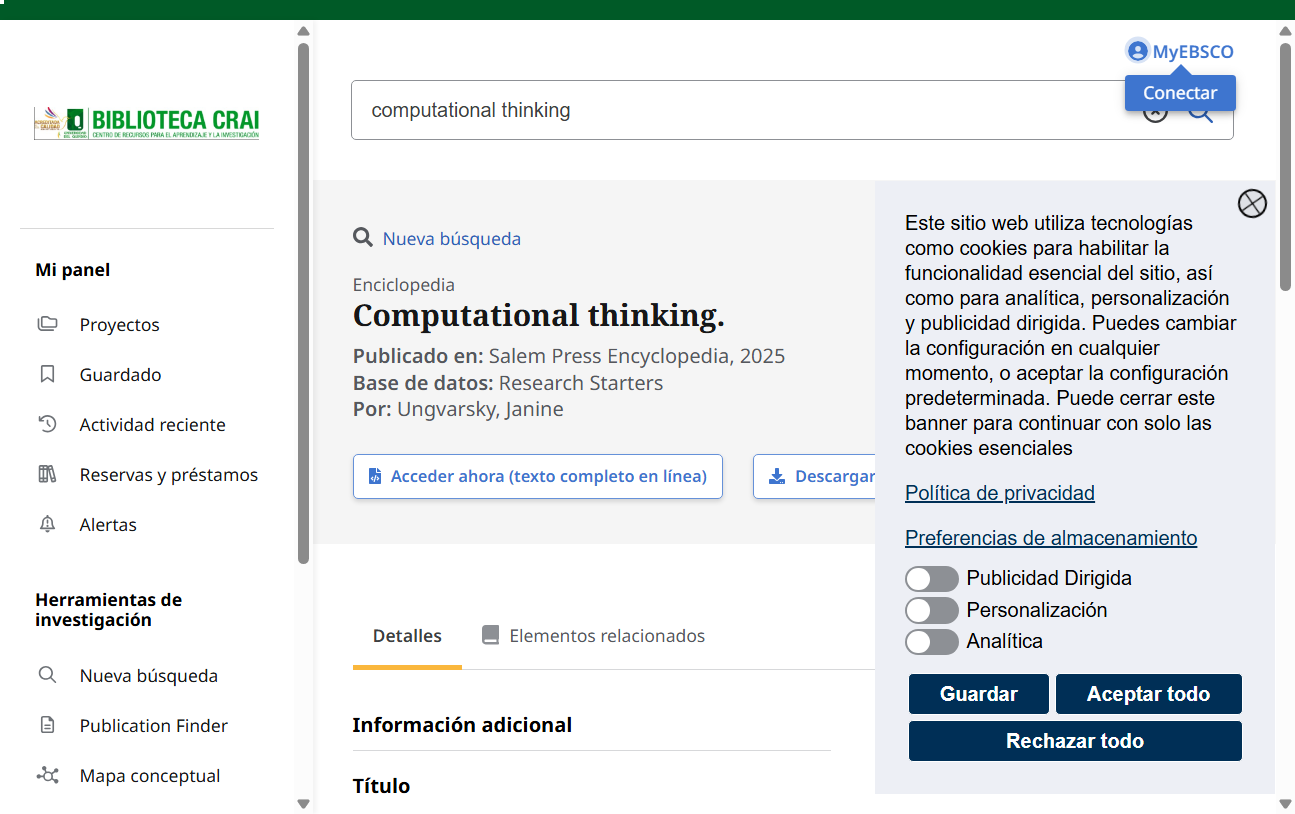 BIBLIOTECA CRAI
CENTRO DE RECURSOS PARA EL APRENDIZAJE Y LA INVESTIGACIÓN
Mi panel
Proyectos
Guardado
Actividad reciente
Reservas y préstamos
Alertas
Herramientas de
investigación
Nueva búsqueda
Publication Finder
Mapa conceptual
MyEBSCO
Conectar
computational thinking
Nueva búsqueda
Enciclopedia
Computational thinking.
Publicado en: Salem Press Encyclopedia, 2025
Base de datos: Research Starters
Por: Ungvarsky, Janine
Acceder ahora (texto completo en línea)
Descargar
Detalles
Elementos relacionados
Información adicional
Título
Este sitio web utiliza tecnologías
como cookies para habilitar la
funcionalidad esencial del sitio, así
como para analítica, personalización
y publicidad dirigida. Puedes cambiar
la configuración en cualquier
momento, o aceptar la configuración
predeterminada. Puede cerrar este
banner para continuar con solo las
cookies esenciales
Política de privacidad
Preferencias de almacenamiento
Publicidad Dirigida
Personalización
Analítica
Guardar
Aceptar todo
Rechazar todo